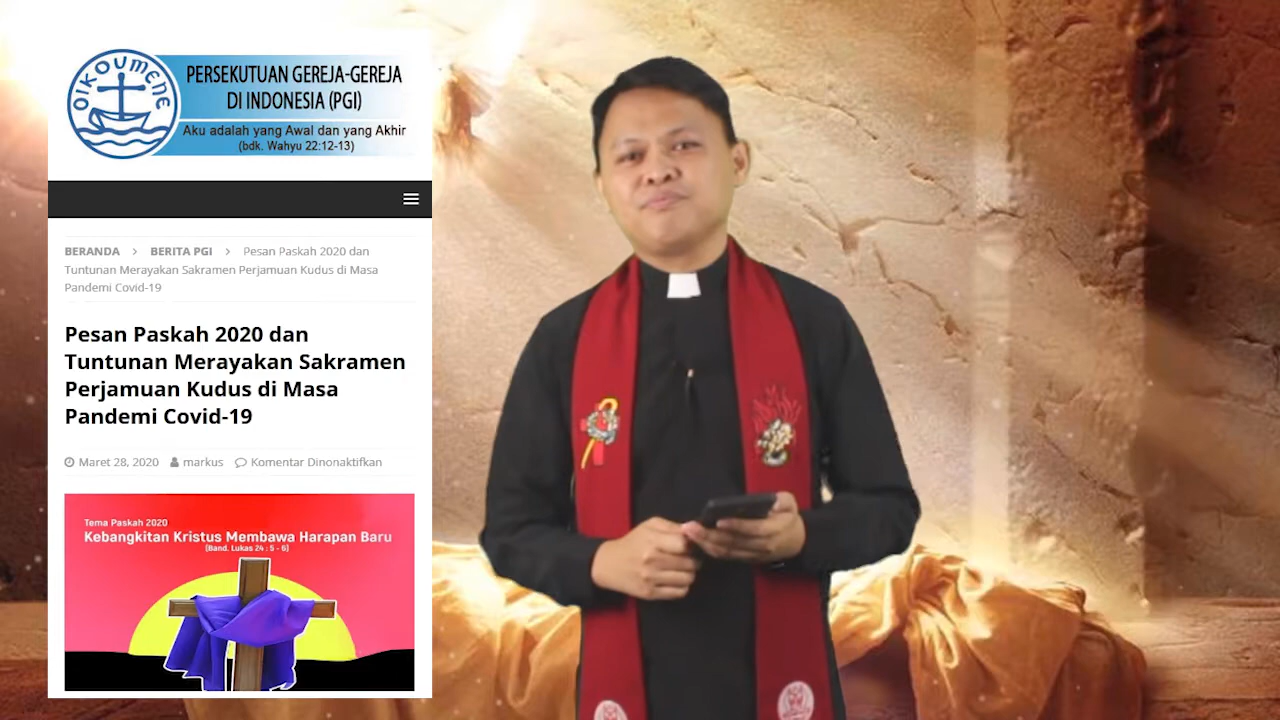 OIKOUMENE
PERSEKUTUAN GEREJA-GEREJA
DI INDONESIA (PGI)
Aku adalah yang Awal dan yang Akhir
(bdk. Wahyu 22:12-13)
BERANDA > BERITA PGI > Pesan Paskah 2020 dan
Tuntunan Merayakan Sakramen Perjamuan Kudus di Masa
Pandemi Covid-19
Pesan Paskah 2020 dan
Tuntunan Merayakan Sakramen
Perjamuan Kudus di Masa
Pandemi Covid-19
Maret 28, 2020 markus Komentar Dinonaktifkan
Tema Paskah 2020
Kebangkitan Kristus Membawa Harapan Baru
(Band. Lukas 24 : 5 - 6)